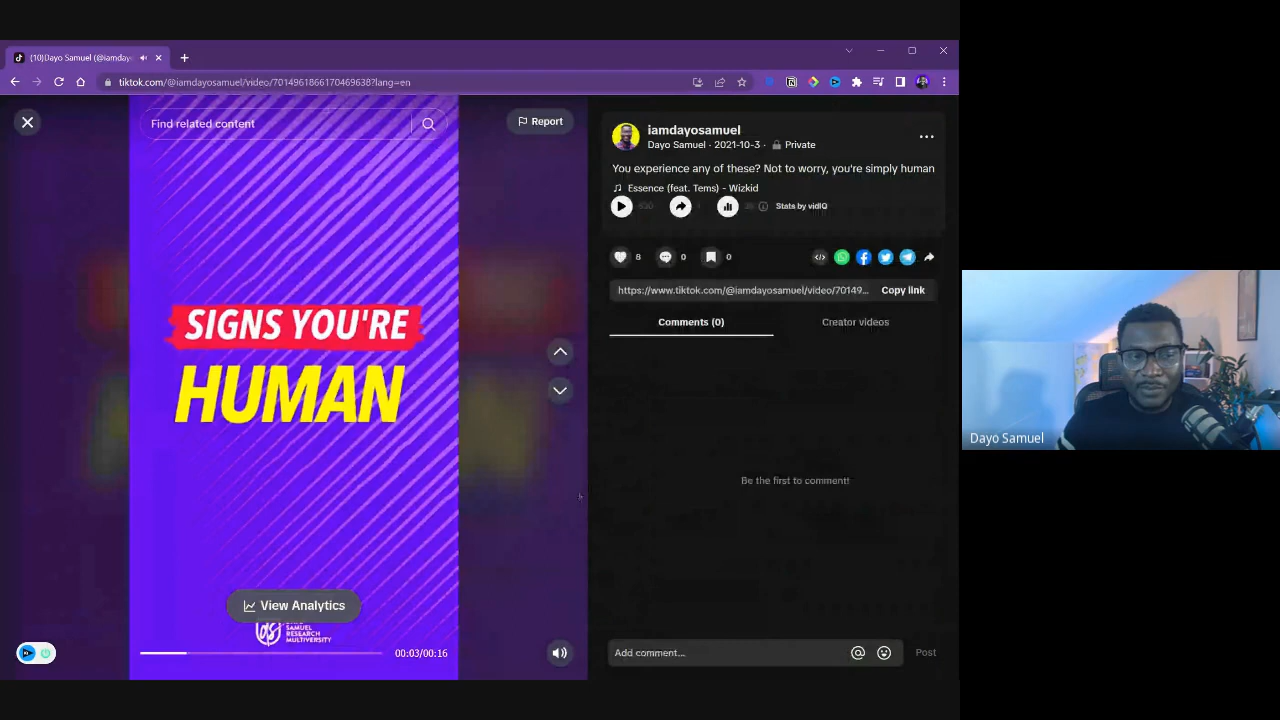 (10)Dayo Samuel (@iamday
tiktok.com/@iamdayosamuel/video/7014961866170469638?lang=en
Find related content
Report
SIGNS YOU'RE
HUMAN
View Analytics
SAMUEL
RESEARCH
MULTIVERSITY
00:03/00:16
iamdayosamuel
Dayo Samuel · 2021-10-3 · Private
You experience any of these? Not to worry, you're simply human
Essence (feat. Tems) - Wizkid
Stats by vidIQ
8 0 0
https://www.tiktok.com/@iamdayosamuel/video/70149... Copy link
Comments (0) Creator videos
Be the first to comment!
Add comment... Post
Dayo Samuel